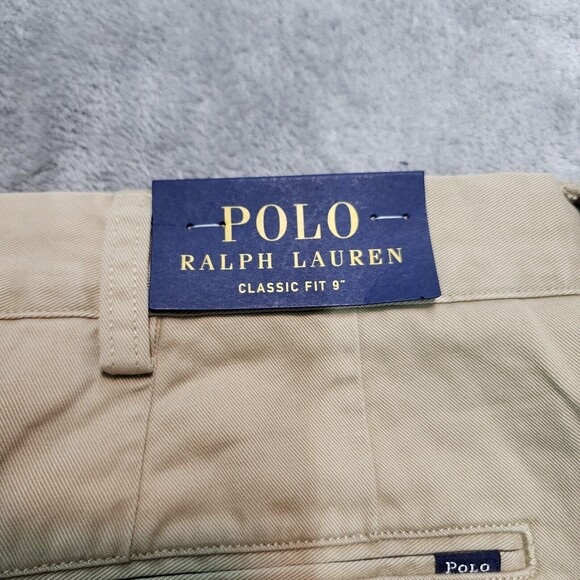 POLO
RALPH LAUREN
CLASSIC FIT 9"
POLO